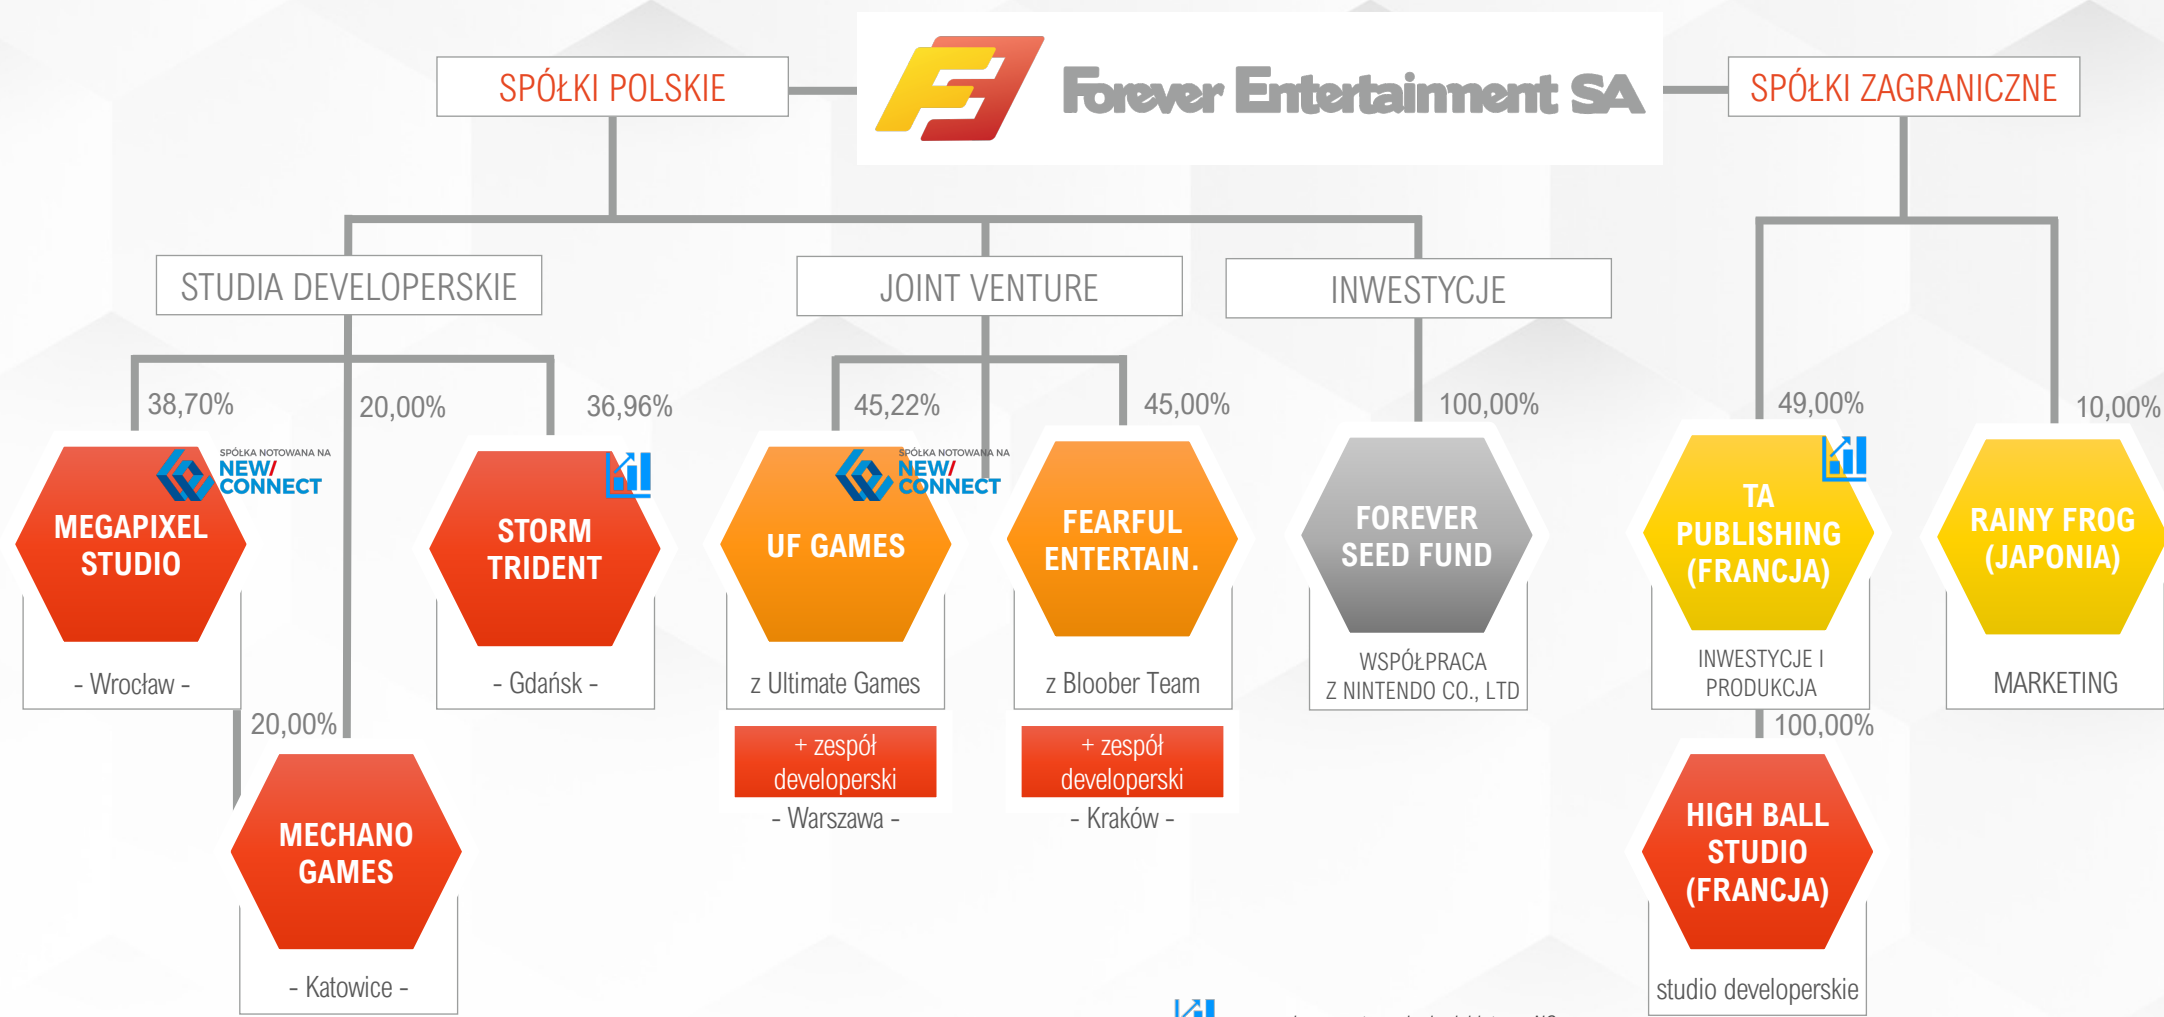 SPÓŁKI POLSKIE
Forever Entertainment SA
SPÓŁKI ZAGRANICZNE
STUDIA DEVELOPERSKIE
JOINT VENTURE
INWESTYCJE
38,70%
20,00%
36,96%
45,22%
45,00%
100,00%
49,00%
10,00%
SPÓŁKA NOTOWANA NA
NEW/
CONNECT
MEGAPIXEL
STUDIO
- Wrocław -
STORM
TRIDENT
- Gdańsk -
SPÓŁKA NOTOWANA NA
NEW/
CONNECT
UF GAMES
z Ultimate Games
+ zespół
developerski
- Warszawa -
FEARFUL
ENTERTAIN.
z Bloober Team
+ zespół
developerski
- Kraków -
FOREVER
SEED FUND
WSPÓŁPRACA
Z NINTENDO CO., LTD
TA
PUBLISHING
(FRANCJA)
INWESTYCJE I
PRODUKCJA
RAINY FROG
(JAPONIA)
MARKETING
20,00%
MECHANO
GAMES
- Katowice -
100,00%
HIGH BALL
STUDIO
(FRANCJA)
studio developerskie